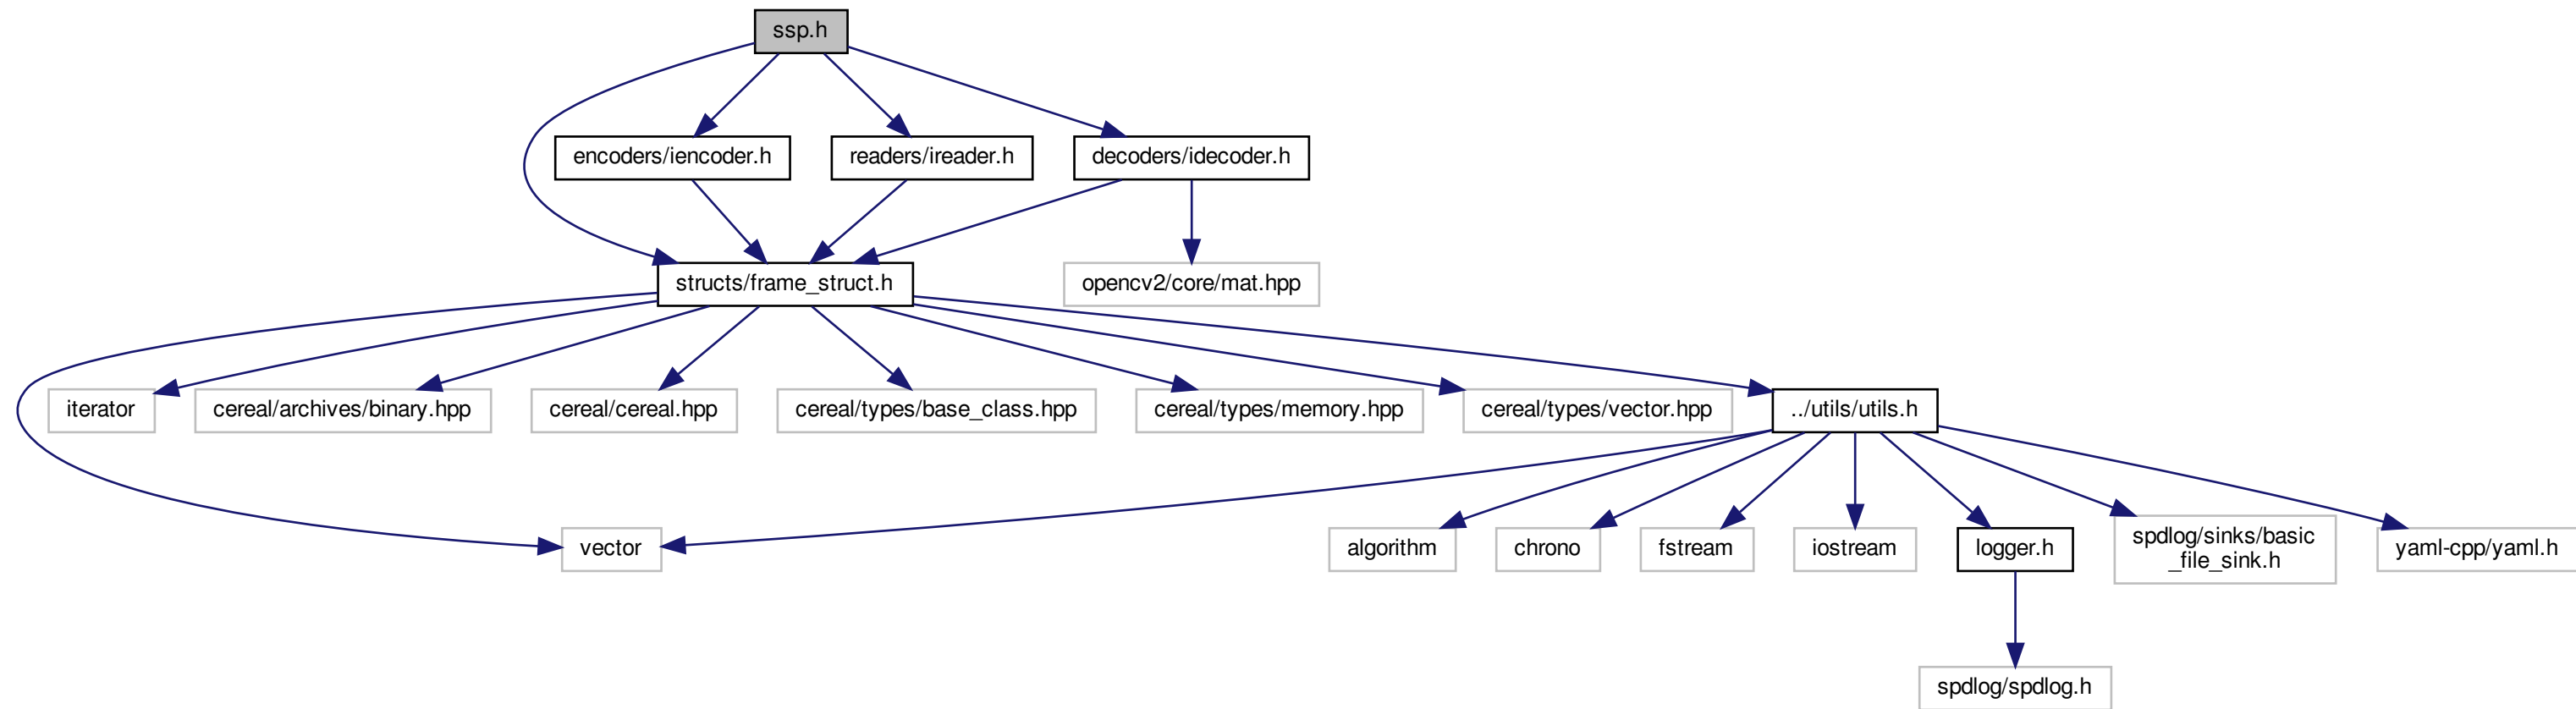 ssp.h
encoders/iencoder.h
readers/ireader.h
decoders/idecoder.h
structs/frame_struct.h
opencv2/core/mat.hpp
iterator
cereal/archives/binary.hpp
cereal/cereal.hpp
cereal/types/base_class.hpp
cereal/types/memory.hpp
cereal/types/vector.hpp
../utils/utils.h
vector
algorithm
chrono
fstream
iostream
logger.h
spdlog/sinks/basic
_file_sink.h
yaml-cpp/yaml.h
spdlog/spdlog.h